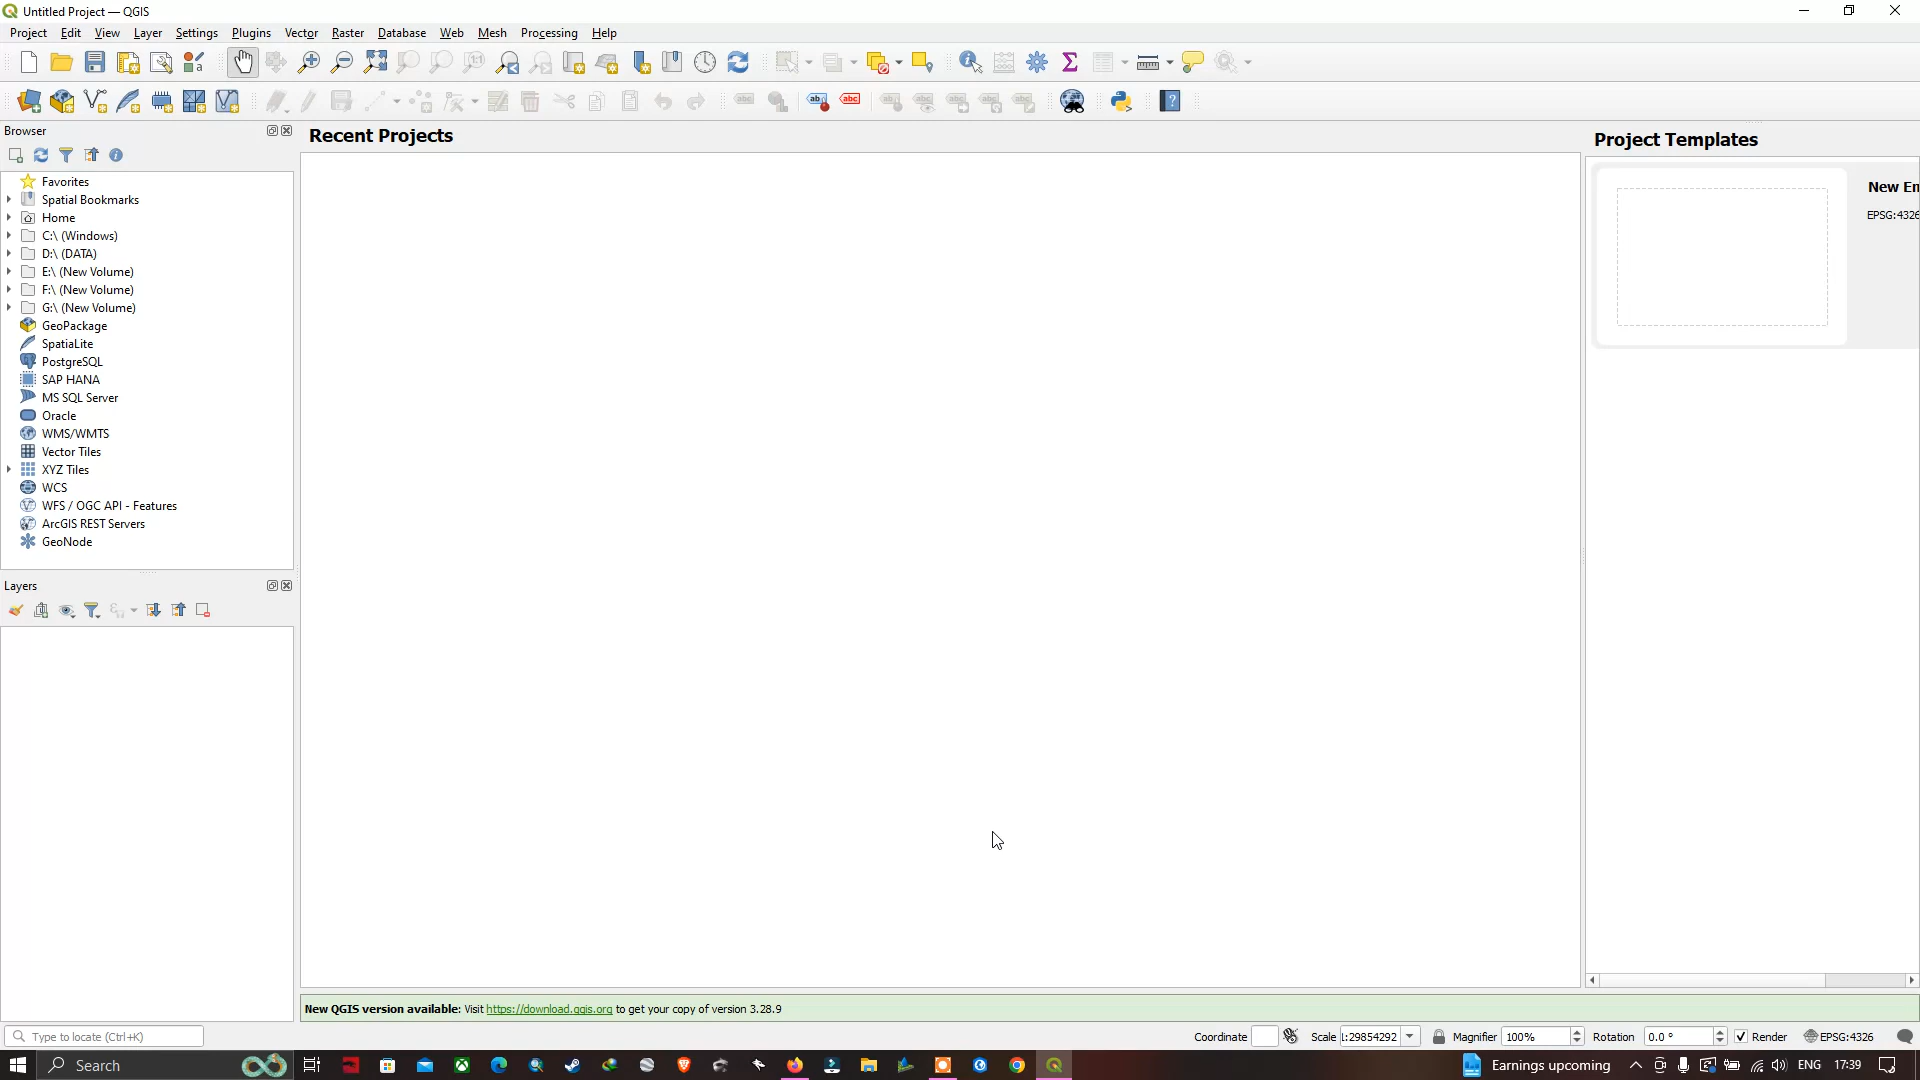 Untitled Project — QGIS
Project Edit View Layer Settings Plugins Vector Raster Database Web Mesh Processing Help
Browser
Recent Projects
Project Templates
Favorites
Spatial Bookmarks
Home
C:\ (Windows)
D:\ (DATA)
E:\ (New Volume)
F:\ (New Volume)
G:\ (New Volume)
GeoPackage
SpatiaLite
PostgreSQL
SAP HANA
MS SQL Server
Oracle
WMS/WMTS
Vector Tiles
XYZ Tiles
WCS
WFS / OGC API - Features
ArcGIS REST Servers
GeoNode
New Em
EPSG:4326
Layers
New QGIS version available: Visit https://download.qgis.org to get your copy of version 3.28.9
Type to locate (Ctrl+K)
Coordinate Scale 1:29854292 Magnifier 100% Rotation 0.0 ° Render EPSG:4326
Search
Earnings upcoming ENG 17:39